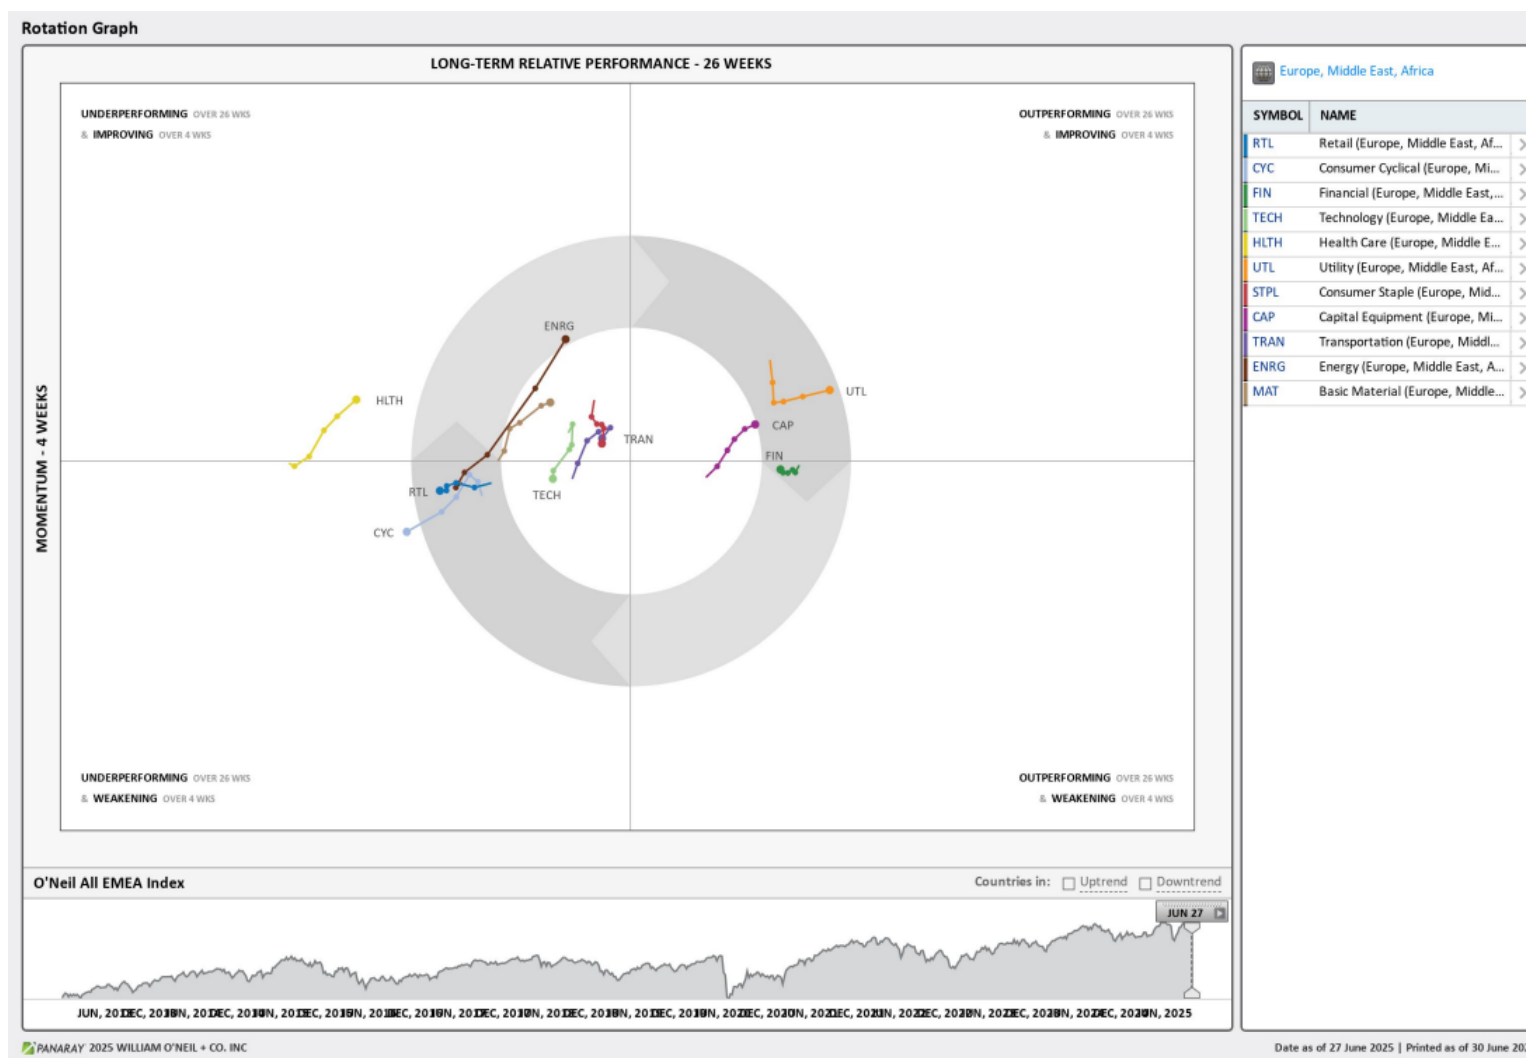 Rotation Graph
LONG-TERM RELATIVE PERFORMANCE - 26 WEEKS
UNDERPERFORMING OVER 26 WKS
& IMPROVING OVER 4 WKS
OUTPERFORMING OVER 26 WKS
& IMPROVING OVER 4 WKS
MOMENTUM - 4 WEEKS
ENRG
HLTH
UTL
CAP
TRAN
FIN
RTL
TECH
CYC
UNDERPERFORMING OVER 26 WKS
& WEAKENING OVER 4 WKS
OUTPERFORMING OVER 26 WKS
& WEAKENING OVER 4 WKS
Europe, Middle East, Africa
SYMBOL NAME
RTL Retail (Europe, Middle East, Af...
CYC Consumer Cyclical (Europe, Mi...
FIN Financial (Europe, Middle East,...
TECH Technology (Europe, Middle Ea...
HLTH Health Care (Europe, Middle E...
UTL Utility (Europe, Middle East, Af...
STPL Consumer Staple (Europe, Mid...
CAP Capital Equipment (Europe, Mi...
TRAN Transportation (Europe, Middl...
ENRG Energy (Europe, Middle East, A...
MAT Basic Material (Europe, Middle...
O'Neil All EMEA Index
Countries in: Uptrend Downtrend
JUN 27
PANARAY 2025 WILLIAM O'NEIL + CO. INC
Date as of 27 June 2025 | Printed as of 30 June